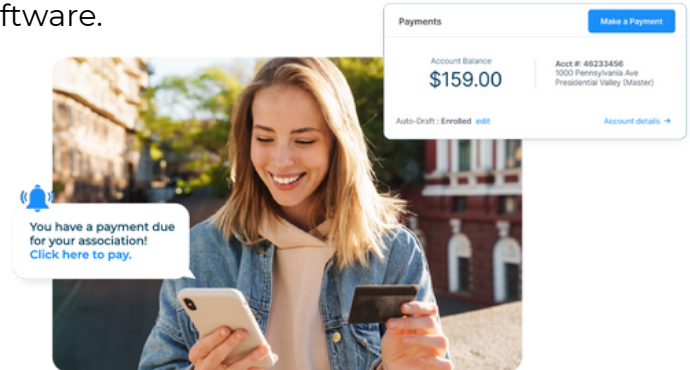 ftware.
Payments
Make a Payment
Account Balance
$159.00
Acct #: 46233456
1000 Pennsylvania Ave
Presidential Valley (Master)
Auto-Draft : Enrolled edit
Account details →
You have a payment due
for your association!
Click here to pay.